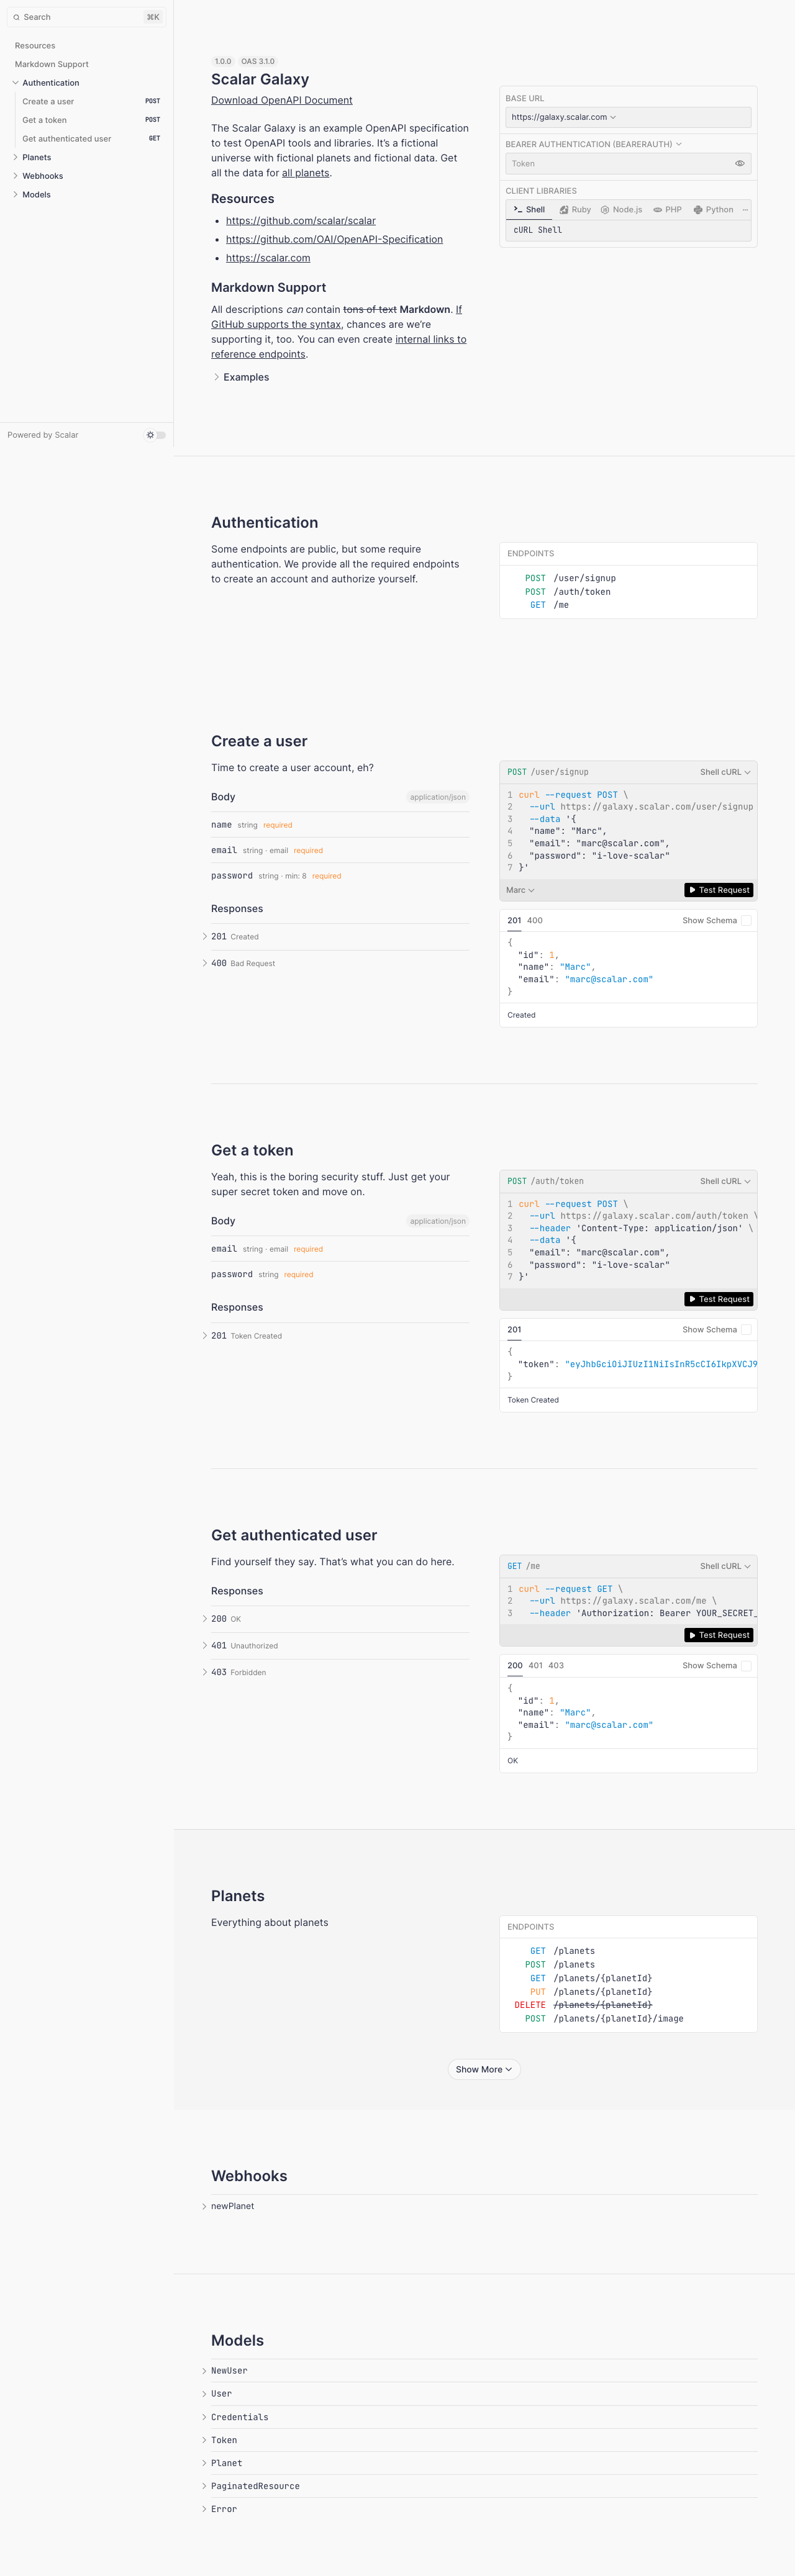 Search
⌘K
Resources
Markdown Support
Authentication
Create a user POST
Get a token POST
Get authenticated user GET
Planets
Webhooks
Models
Powered by Scalar
1.0.0 OAS 3.1.0
Scalar Galaxy
Download OpenAPI Document
The Scalar Galaxy is an example OpenAPI specification
to test OpenAPI tools and libraries. It's a fictional
universe with fictional planets and fictional data. Get
all the data for all planets.
Resources
https://github.com/scalar/scalar
https://github.com/OAI/OpenAPI-Specification
https://scalar.com
Markdown Support
All descriptions can contain tons of text Markdown. If
GitHub supports the syntax, chances are we're
supporting it, too. You can even create internal links to
reference endpoints.
Examples
BASE URL
https://galaxy.scalar.com
BEARER AUTHENTICATION (BEARERAUTH)
Token
CLIENT LIBRARIES
Shell Ruby Node.js PHP Python ···
cURL Shell
Authentication
Some endpoints are public, but some require
authentication. We provide all the required endpoints
to create an account and authorize yourself.
ENDPOINTS
POST /user/signup
POST /auth/token
GET /me
Create a user
Time to create a user account, eh?
Body application/json
name string required
email string · email required
password string · min: 8 required
Responses
201 Created
400 Bad Request
POST /user/signup Shell cURL
1 curl --request POST \
2 --url https://galaxy.scalar.com/user/signup
3 --data '{
4 "name": "Marc",
5 "email": "marc@scalar.com",
6 "password": "i-love-scalar"
7 }'
Marc Test Request
201 400 Show Schema
{
"id": 1,
"name": "Marc",
"email": "marc@scalar.com"
}
Created
Get a token
Yeah, this is the boring security stuff. Just get your
super secret token and move on.
Body application/json
email string · email required
password string required
Responses
201 Token Created
POST /auth/token Shell cURL
1 curl --request POST \
2 --url https://galaxy.scalar.com/auth/token \
3 --header 'Content-Type: application/json' \
4 --data '{
5 "email": "marc@scalar.com",
6 "password": "i-love-scalar"
7 }'
Test Request
201 Show Schema
{
"token": "eyJhbGciOiJIUzI1NiIsInR5cCI6IkpXVCJ9
}
Token Created
Get authenticated user
Find yourself they say. That's what you can do here.
Responses
200 OK
401 Unauthorized
403 Forbidden
GET /me Shell cURL
1 curl --request GET \
2 --url https://galaxy.scalar.com/me \
3 --header 'Authorization: Bearer YOUR_SECRET_
Test Request
200 401 403 Show Schema
{
"id": 1,
"name": "Marc",
"email": "marc@scalar.com"
}
OK
Planets
Everything about planets
ENDPOINTS
GET /planets
POST /planets
GET /planets/{planetId}
PUT /planets/{planetId}
DELETE /planets/{planetId}
POST /planets/{planetId}/image
Show More
Webhooks
newPlanet
Models
NewUser
User
Credentials
Token
Planet
PaginatedResource
Error